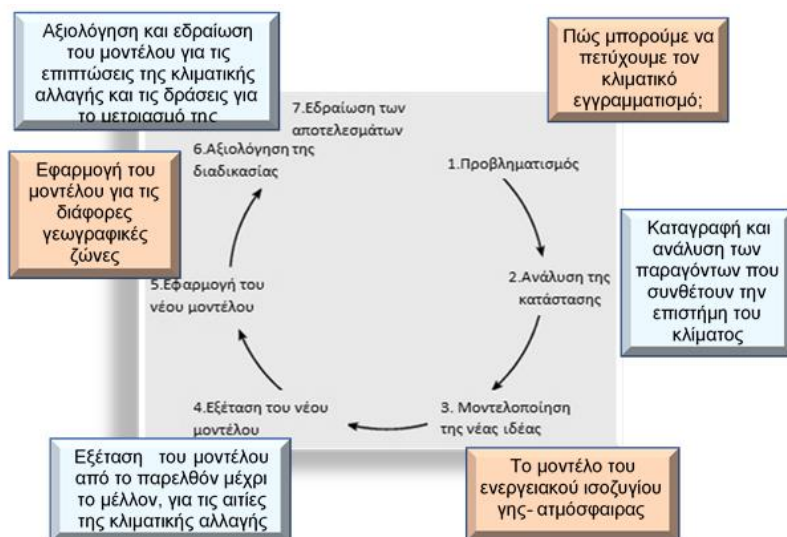 Αξιολόγηση και εδραίωση
του μοντέλου για τις
επιπτώσεις της κλιματικής
αλλαγής και τις δράσεις για
το μετριασμό της
Πώς μπορούμε να
πετύχουμε τον
κλιματικό
εγγραμματισμό;
7.Εδραίωση των
αποτελεσμάτων
6.Αξιολόγηση της
διαδικασίας
1.Προβληματισμός
Εφαρμογή του
μοντέλου για τις
διάφορες
γεωγραφικές
ζώνες
Καταγραφή και
ανάλυση των
παραγόντων που
συνθέτουν την
επιστήμη του
κλίματος
2.Ανάλυση της
κατάστασης
5.Εφαρμογή του
νέου μοντέλου
4.Εξέταση του νέου
μοντέλου
3. Μοντελοποίηση
της νέας ιδέας
Εξέταση του μοντέλου
από το παρελθόν μέχρι
το μέλλον, για τις αιτίες
της κλιματικής αλλαγής
Το μοντέλο του
ενεργειακού ισοζυγίου
γης- ατμόσφαιρας